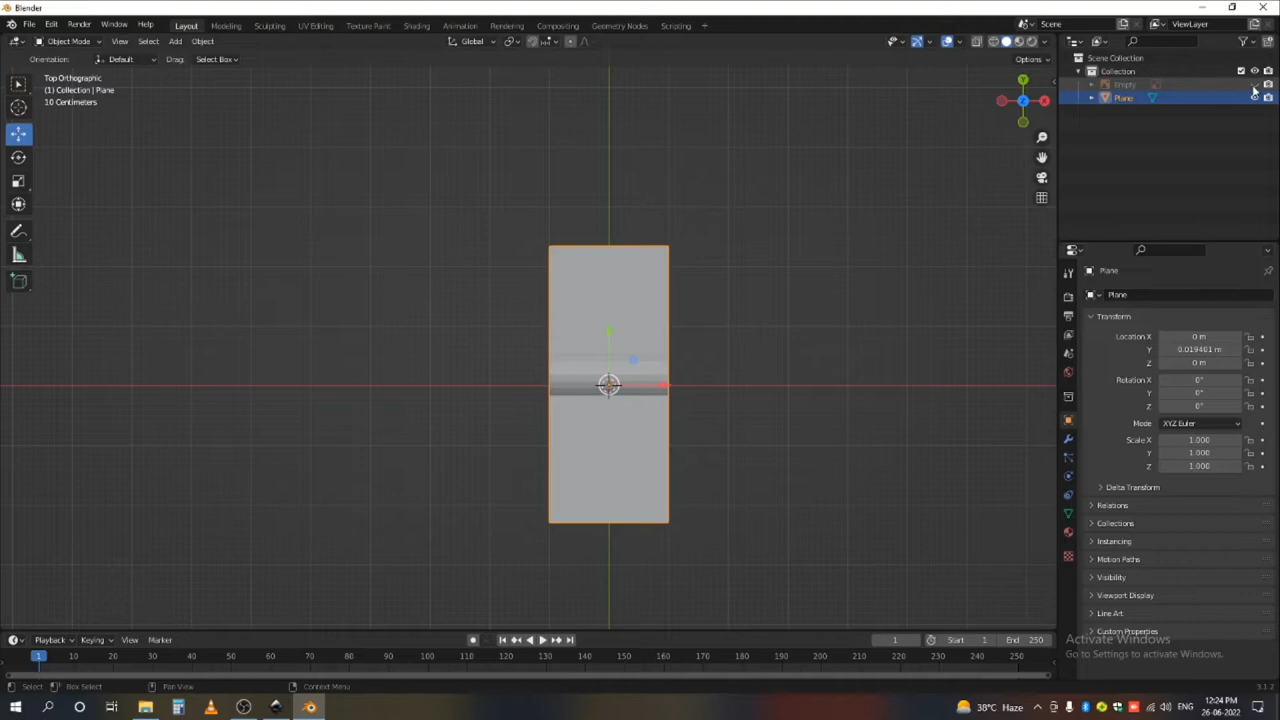 Blender
File Edit Render Window Help Layout Modeling Sculpting UV Editing Texture Paint Shading Animation Rendering Compositing Geometry Nodes Scripting + Scene ViewLayer
Object Mode View Select Add Object Global
Orientation: Default Drag: Select Box Options
Top Orthographic
(1) Collection | Plane
10 Centimeters
X
Y
Z
Scene Collection
Collection
Empty
Plane
Plane
Plane
Transform
Location X 0 m
Y 0.019401 m
Z 0 m
Rotation X 0°
Y 0°
Z 0°
Mode XYZ Euler
Scale X 1.000
Y 1.000
Z 1.000
Delta Transform
Relations
Collections
Instancing
Motion Paths
Visibility
Viewport Display
Line Art
Custom Properties
Activate Windows
Go to Settings to activate Windows.
Playback Keying View Marker 1 Start 1 End 250
1 10 20 30 40 50 60 70 80 90 100 110 120 130 140 150 160 170 180 190 200 210 220 230 240 250
Select Box Select Pan View Context Menu 3.1.2
38°C Haze ENG 12:24 PM
26-06-2022